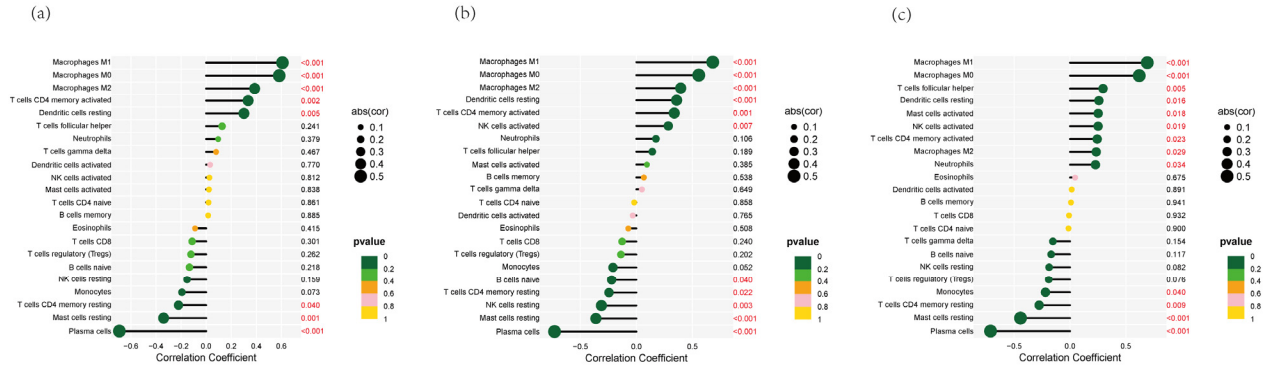 (a)
Macrophages M1 <0.001
Macrophages M0 <0.001
Macrophages M2 <0.001
T cells CD4 memory activated 0.002
Dendritic cells resting 0.005
T cells follicular helper 0.241
Neutrophils 0.379
T cells gamma delta 0.467
Dendritic cells activated 0.770
NK cells activated 0.812
Mast cells activated 0.838
T cells CD4 naive 0.861
B cells memory 0.885
Eosinophils 0.415
T cells CD8 0.301
T cells regulatory (Tregs) 0.262
B cells naive 0.218
NK cells resting 0.159
Monocytes 0.073
T cells CD4 memory resting 0.040
Mast cells resting 0.001
Plasma cells <0.001
−0.6 −0.4 −0.2 0.0 0.2 0.4 0.6
Correlation Coefficient
abs(cor)
0.1
0.2
0.3
0.4
0.5
pvalue
0
0.2
0.4
0.6
0.8
1
(b)
Macrophages M1 <0.001
Macrophages M0 <0.001
Macrophages M2 <0.001
Dendritic cells resting <0.001
T cells CD4 memory activated 0.001
NK cells activated 0.007
Neutrophils 0.106
T cells follicular helper 0.189
Mast cells activated 0.385
B cells memory 0.538
T cells gamma delta 0.649
T cells CD4 naive 0.858
Dendritic cells activated 0.765
Eosinophils 0.508
T cells CD8 0.240
T cells regulatory (Tregs) 0.202
Monocytes 0.052
B cells naive 0.040
T cells CD4 memory resting 0.022
NK cells resting 0.003
Mast cells resting <0.001
Plasma cells <0.001
−0.5 0.0 0.5
Correlation Coefficient
abs(cor)
0.1
0.2
0.3
0.4
0.5
pvalue
0
0.2
0.4
0.6
0.8
1
(c)
Macrophages M1 <0.001
Macrophages M0 <0.001
T cells follicular helper 0.005
Dendritic cells resting 0.016
Mast cells activated 0.018
NK cells activated 0.019
T cells CD4 memory activated 0.023
Macrophages M2 0.029
Neutrophils 0.034
Eosinophils 0.675
Dendritic cells activated 0.891
B cells memory 0.941
T cells CD8 0.932
T cells CD4 naive 0.900
T cells gamma delta 0.154
B cells naive 0.117
NK cells resting 0.082
T cells regulatory (Tregs) 0.076
Monocytes 0.040
T cells CD4 memory resting 0.009
Mast cells resting <0.001
Plasma cells <0.001
−0.5 0.0 0.5
Correlation Coefficient
abs(cor)
0.1
0.2
0.3
0.4
0.5
pvalue
0
0.2
0.4
0.6
0.8
1